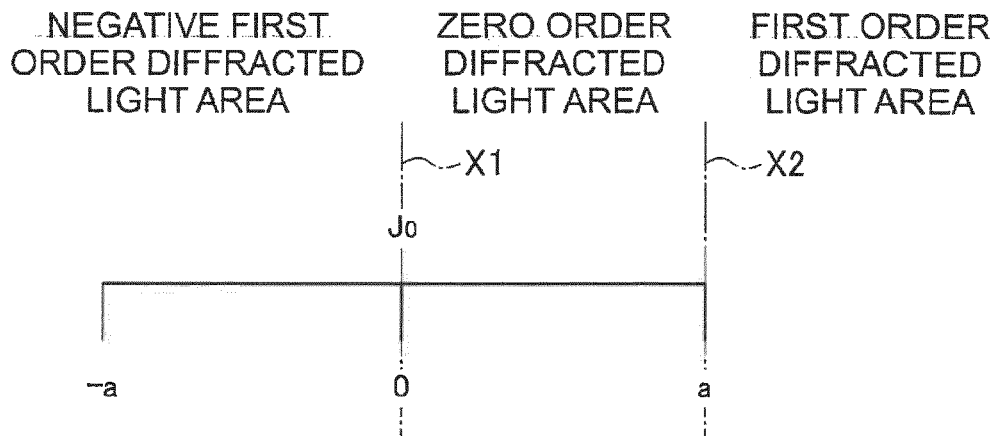 NEGATIVE FIRST
ORDER DIFFRACTED
LIGHT AREA
ZERO ORDER
DIFFRACTED
LIGHT AREA
FIRST ORDER
DIFFRACTED
LIGHT AREA
X1
X2
J0
-a
0
a